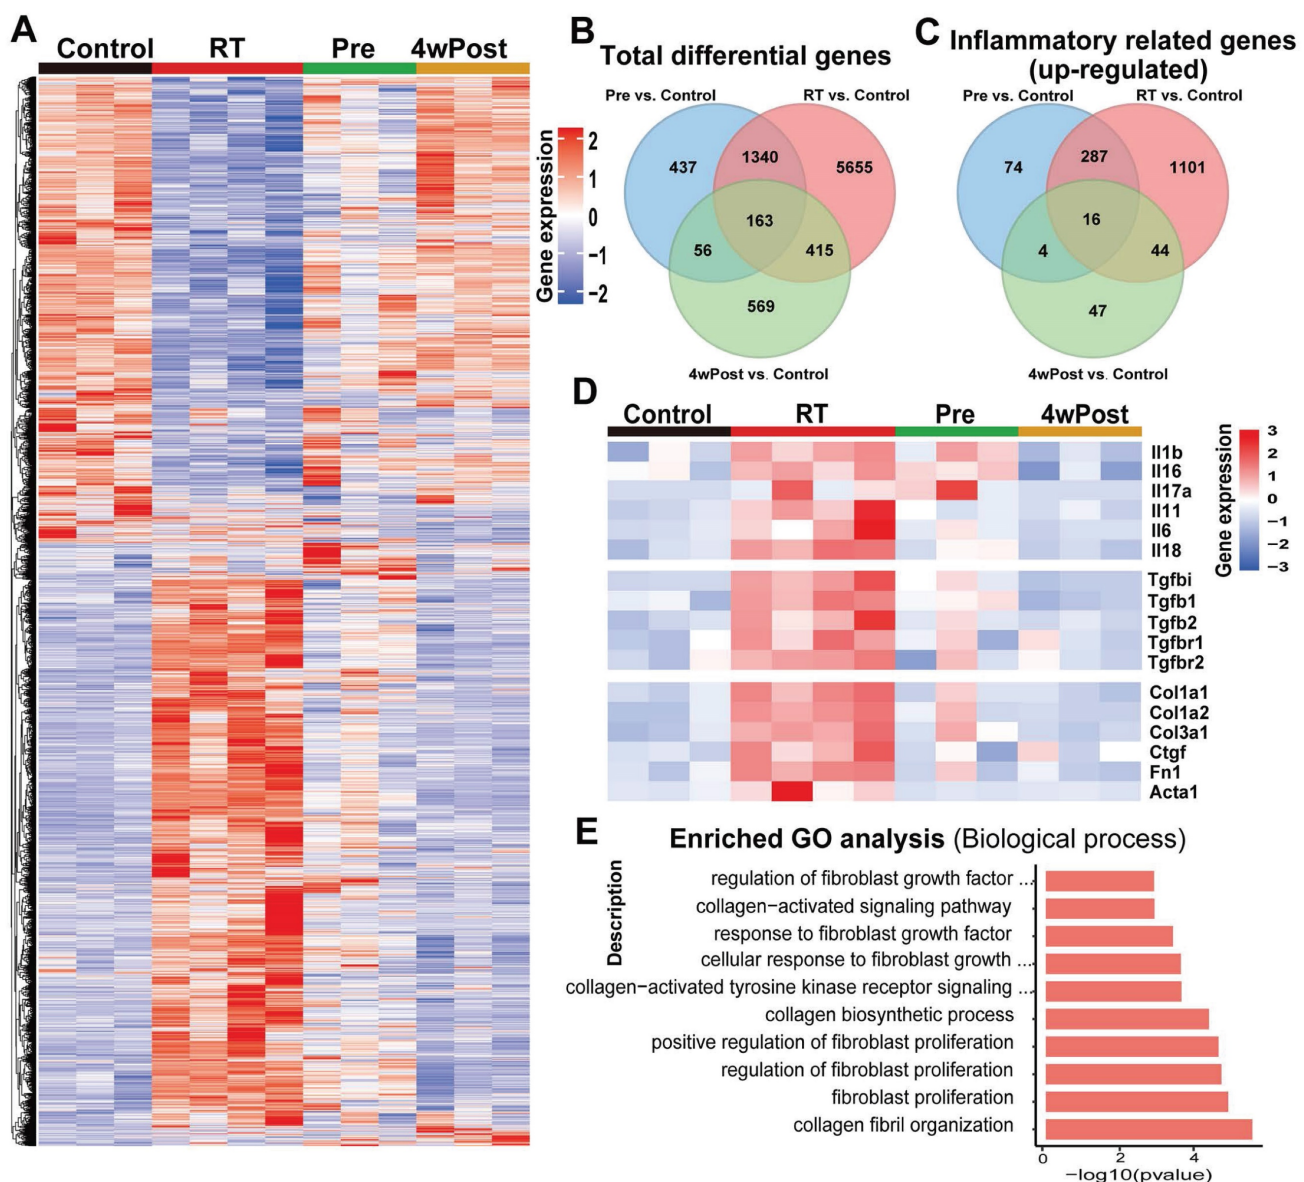 A
Control RT Pre 4wPost
Gene expression
2
1
0
−1
−2
B
Total differential genes
Pre vs. Control RT vs. Control
437 1340 5655
163
56 415
569
4wPost vs. Control
C
Inflammatory related genes
(up-regulated)
Pre vs. Control RT vs. Control
74 287 1101
16
4 44
47
4wPost vs. Control
D
Control RT Pre 4wPost
Il1b
Il16
Il17a
Il11
Il6
Il18
Tgfbi
Tgfb1
Tgfb2
Tgfbr1
Tgfbr2
Col1a1
Col1a2
Col3a1
Ctgf
Fn1
Acta1
Gene expression
3
2
1
0
−1
−2
−3
E
Enriched GO analysis (Biological process)
Description
regulation of fibroblast growth factor ...
collagen−activated signaling pathway
response to fibroblast growth factor
cellular response to fibroblast growth ...
collagen−activated tyrosine kinase receptor signaling ...
collagen biosynthetic process
positive regulation of fibroblast proliferation
regulation of fibroblast proliferation
fibroblast proliferation
collagen fibril organization
0 2 4
−log10(pvalue)